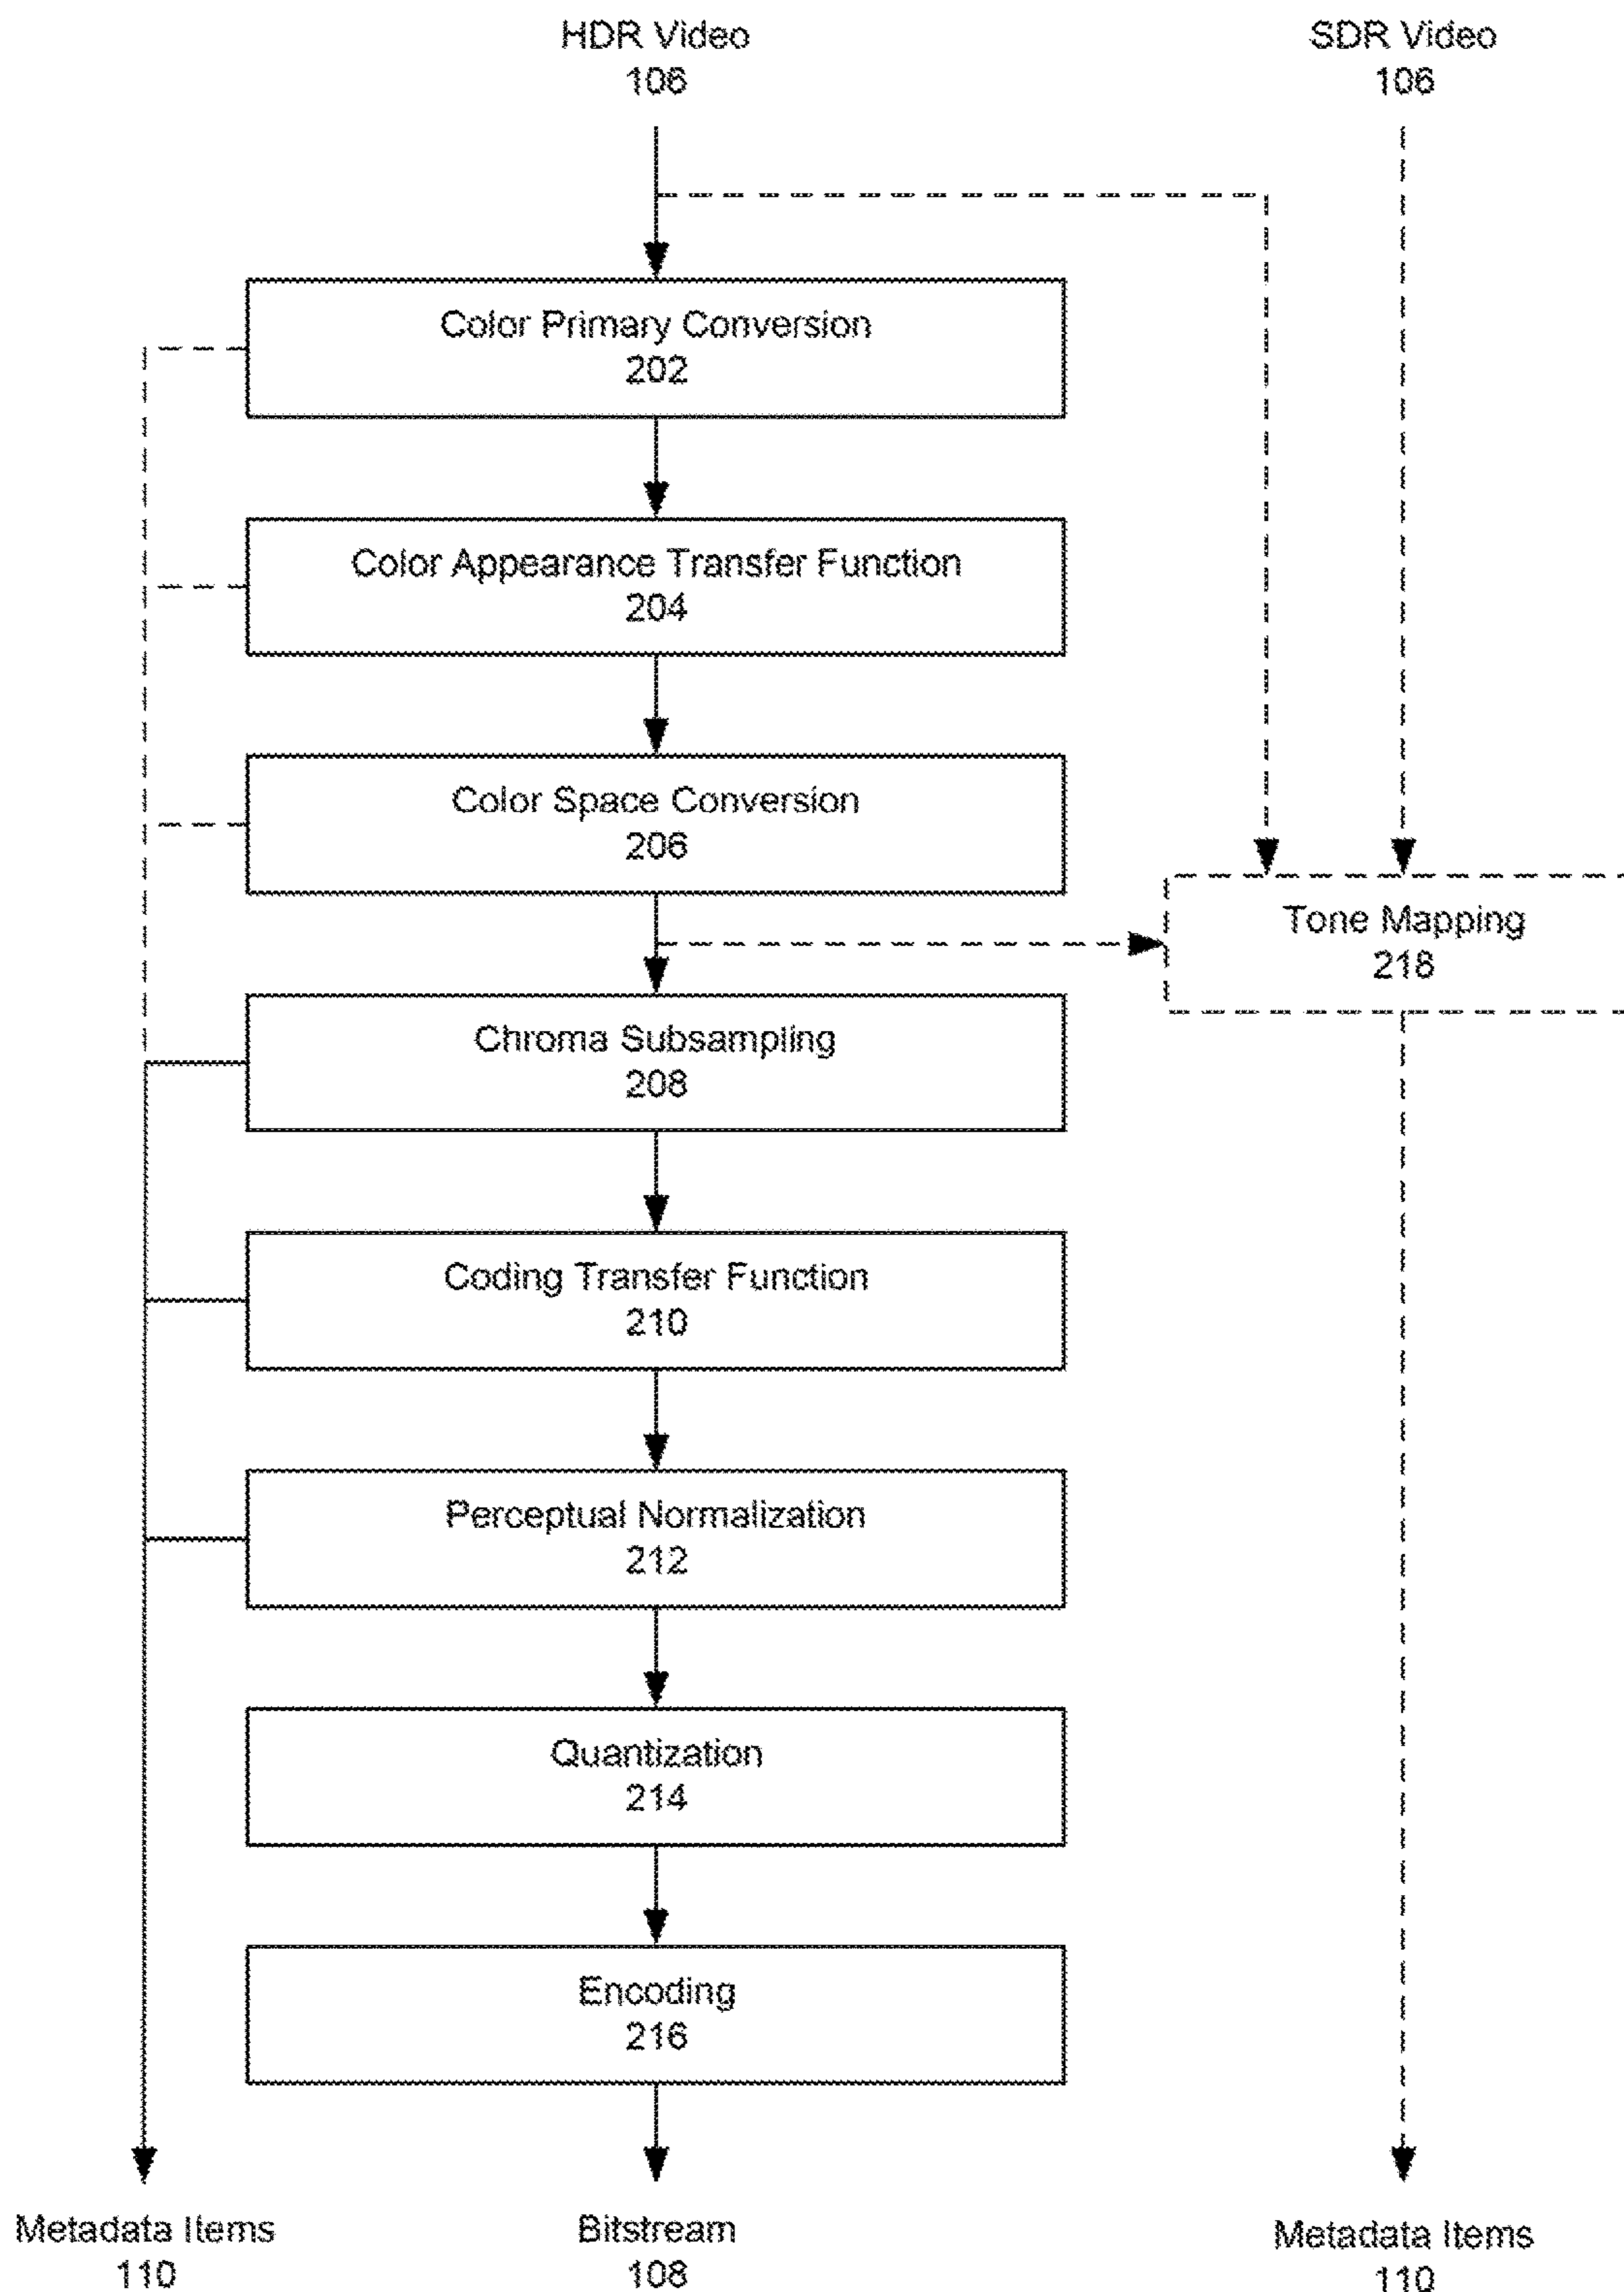 HDR Video
106
SDR Video
106
Color Primary Conversion
202
Color Appearance Transfer Function
204
Color Space Conversion
206
Tone Mapping
218
Chroma Subsampling
208
Coding Transfer Function
210
Perceptual Normalization
212
Quantization
214
Encoding
216
Metadata Items
110
Bitstream
108
Metadata Items
110